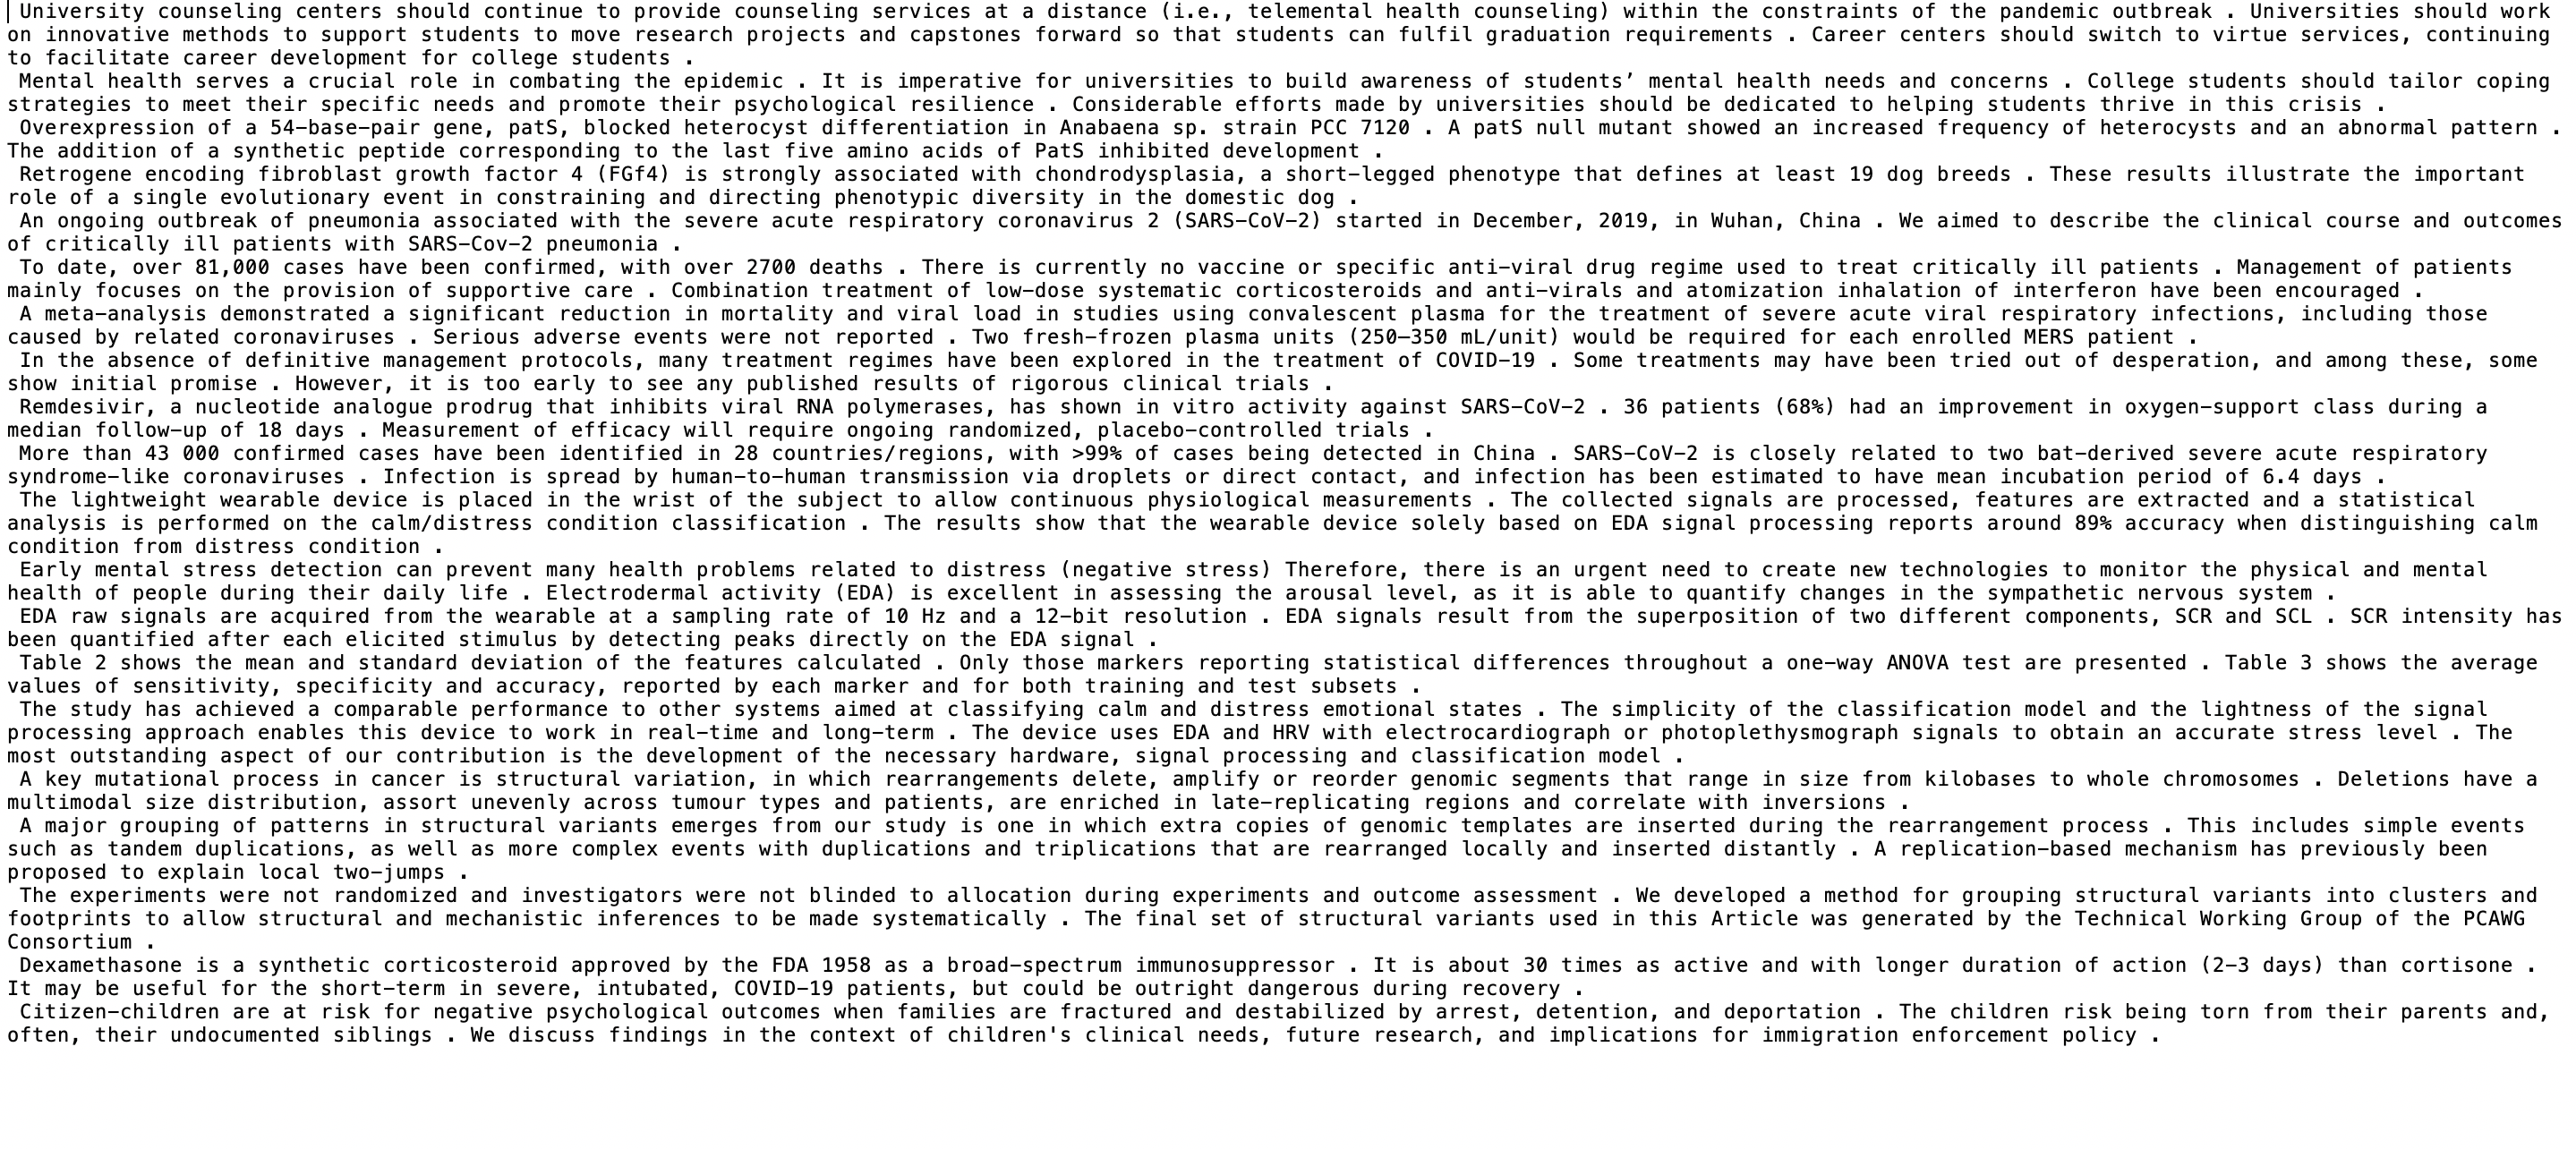 University counseling centers should continue to provide counseling services at a distance (i.e., telemental health counseling) within the constraints of the pandemic outbreak . Universities should work
on innovative methods to support students to move research projects and capstones forward so that students can fulfil graduation requirements . Career centers should switch to virtue services, continuing
to facilitate career development for college students .
Mental health serves a crucial role in combating the epidemic . It is imperative for universities to build awareness of students’ mental health needs and concerns . College students should tailor coping
strategies to meet their specific needs and promote their psychological resilience . Considerable efforts made by universities should be dedicated to helping students thrive in this crisis .
Overexpression of a 54-base-pair gene, patS, blocked heterocyst differentiation in Anabaena sp. strain PCC 7120 . A patS null mutant showed an increased frequency of heterocysts and an abnormal pattern .
The addition of a synthetic peptide corresponding to the last five amino acids of PatS inhibited development .
Retrogene encoding fibroblast growth factor 4 (FGf4) is strongly associated with chondrodysplasia, a short-legged phenotype that defines at least 19 dog breeds . These results illustrate the important
role of a single evolutionary event in constraining and directing phenotypic diversity in the domestic dog .
An ongoing outbreak of pneumonia associated with the severe acute respiratory coronavirus 2 (SARS-CoV-2) started in December, 2019, in Wuhan, China . We aimed to describe the clinical course and outcomes
of critically ill patients with SARS-Cov-2 pneumonia .
To date, over 81,000 cases have been confirmed, with over 2700 deaths . There is currently no vaccine or specific anti-viral drug regime used to treat critically ill patients . Management of patients
mainly focuses on the provision of supportive care . Combination treatment of low-dose systematic corticosteroids and anti-virals and atomization inhalation of interferon have been encouraged .
A meta-analysis demonstrated a significant reduction in mortality and viral load in studies using convalescent plasma for the treatment of severe acute viral respiratory infections, including those
caused by related coronaviruses . Serious adverse events were not reported . Two fresh-frozen plasma units (250–350 mL/unit) would be required for each enrolled MERS patient .
In the absence of definitive management protocols, many treatment regimes have been explored in the treatment of COVID-19 . Some treatments may have been tried out of desperation, and among these, some
show initial promise . However, it is too early to see any published results of rigorous clinical trials .
Remdesivir, a nucleotide analogue prodrug that inhibits viral RNA polymerases, has shown in vitro activity against SARS-CoV-2 . 36 patients (68%) had an improvement in oxygen-support class during a
median follow-up of 18 days . Measurement of efficacy will require ongoing randomized, placebo-controlled trials .
More than 43 000 confirmed cases have been identified in 28 countries/regions, with >99% of cases being detected in China . SARS-CoV-2 is closely related to two bat-derived severe acute respiratory
syndrome-like coronaviruses . Infection is spread by human-to-human transmission via droplets or direct contact, and infection has been estimated to have mean incubation period of 6.4 days .
The lightweight wearable device is placed in the wrist of the subject to allow continuous physiological measurements . The collected signals are processed, features are extracted and a statistical
analysis is performed on the calm/distress condition classification . The results show that the wearable device solely based on EDA signal processing reports around 89% accuracy when distinguishing calm
condition from distress condition .
Early mental stress detection can prevent many health problems related to distress (negative stress) Therefore, there is an urgent need to create new technologies to monitor the physical and mental
health of people during their daily life . Electrodermal activity (EDA) is excellent in assessing the arousal level, as it is able to quantify changes in the sympathetic nervous system .
EDA raw signals are acquired from the wearable at a sampling rate of 10 Hz and a 12-bit resolution . EDA signals result from the superposition of two different components, SCR and SCL . SCR intensity has
been quantified after each elicited stimulus by detecting peaks directly on the EDA signal .
Table 2 shows the mean and standard deviation of the features calculated . Only those markers reporting statistical differences throughout a one-way ANOVA test are presented . Table 3 shows the average
values of sensitivity, specificity and accuracy, reported by each marker and for both training and test subsets .
The study has achieved a comparable performance to other systems aimed at classifying calm and distress emotional states . The simplicity of the classification model and the lightness of the signal
processing approach enables this device to work in real-time and long-term . The device uses EDA and HRV with electrocardiograph or photoplethysmograph signals to obtain an accurate stress level . The
most outstanding aspect of our contribution is the development of the necessary hardware, signal processing and classification model .
A key mutational process in cancer is structural variation, in which rearrangements delete, amplify or reorder genomic segments that range in size from kilobases to whole chromosomes . Deletions have a
multimodal size distribution, assort unevenly across tumour types and patients, are enriched in late-replicating regions and correlate with inversions .
A major grouping of patterns in structural variants emerges from our study is one in which extra copies of genomic templates are inserted during the rearrangement process . This includes simple events
such as tandem duplications, as well as more complex events with duplications and triplications that are rearranged locally and inserted distantly . A replication-based mechanism has previously been
proposed to explain local two-jumps .
The experiments were not randomized and investigators were not blinded to allocation during experiments and outcome assessment . We developed a method for grouping structural variants into clusters and
footprints to allow structural and mechanistic inferences to be made systematically . The final set of structural variants used in this Article was generated by the Technical Working Group of the PCAWG
Consortium .
Dexamethasone is a synthetic corticosteroid approved by the FDA 1958 as a broad-spectrum immunosuppressor . It is about 30 times as active and with longer duration of action (2-3 days) than cortisone .
It may be useful for the short-term in severe, intubated, COVID-19 patients, but could be outright dangerous during recovery .
Citizen-children are at risk for negative psychological outcomes when families are fractured and destabilized by arrest, detention, and deportation . The children risk being torn from their parents and,
often, their undocumented siblings . We discuss findings in the context of children's clinical needs, future research, and implications for immigration enforcement policy .